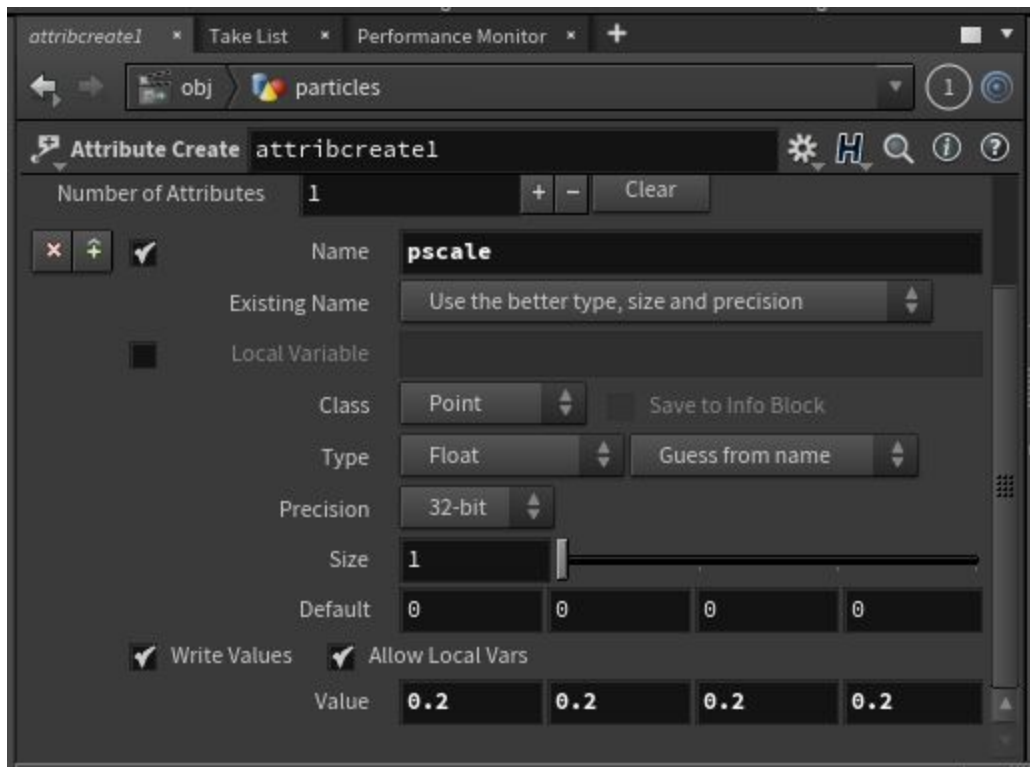 attribcreate1 × Take List × Performance Monitor × +
obj particles 1
Attribute Create attribcreate1
Number of Attributes 1 + - Clear
Name pscale
Existing Name Use the better type, size and precision
Local Variable
Class Point Save to Info Block
Type Float Guess from name
Precision 32-bit
Size 1
Default 0 0 0 0
Write Values Allow Local Vars
Value 0.2 0.2 0.2 0.2